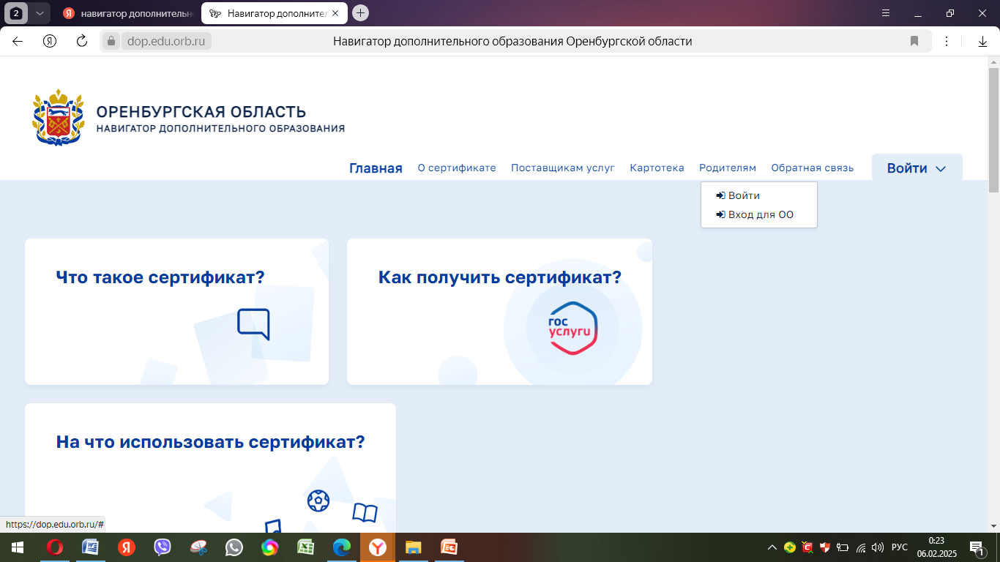 2
навигатор дополнительн
Навигатор дополнител
dop.edu.orb.ru
Навигатор дополнительного образования Оренбургской области
ОРЕНБУРГСКАЯ ОБЛАСТЬ
НАВИГАТОР ДОПОЛНИТЕЛЬНОГО ОБРАЗОВАНИЯ
Главная О сертификате Поставщикам услуг Картотека Родителям Обратная связь Войти
Войти
Вход для ОО
Что такое сертификат?
Как получить сертификат?
гос
услуги
На что использовать сертификат?
https://dop.edu.orb.ru/#
РУС
0:23
06.02.2025
1